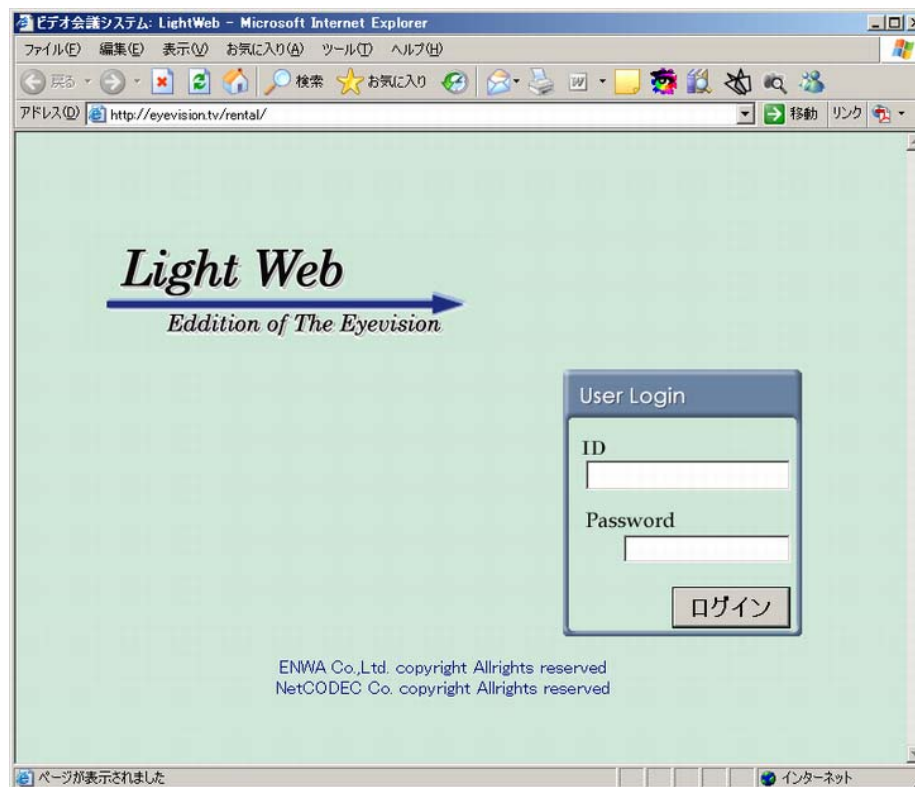 ビデオ会議システム: LightWeb - Microsoft Internet Explorer
ファイル(F) 編集(E) 表示(V) お気に入り(A) ツール(T) ヘルプ(H)
戻る 検索 お気に入り
アドレス(D) http://eyevision.tv/rental/ 移動 リンク
Light Web
Eddition of The Eyevision
User Login
ID
Password
ログイン
ENWA Co.,Ltd. copyright Allrights reserved
NetCODEC Co. copyright Allrights reserved
ページが表示されました インターネット